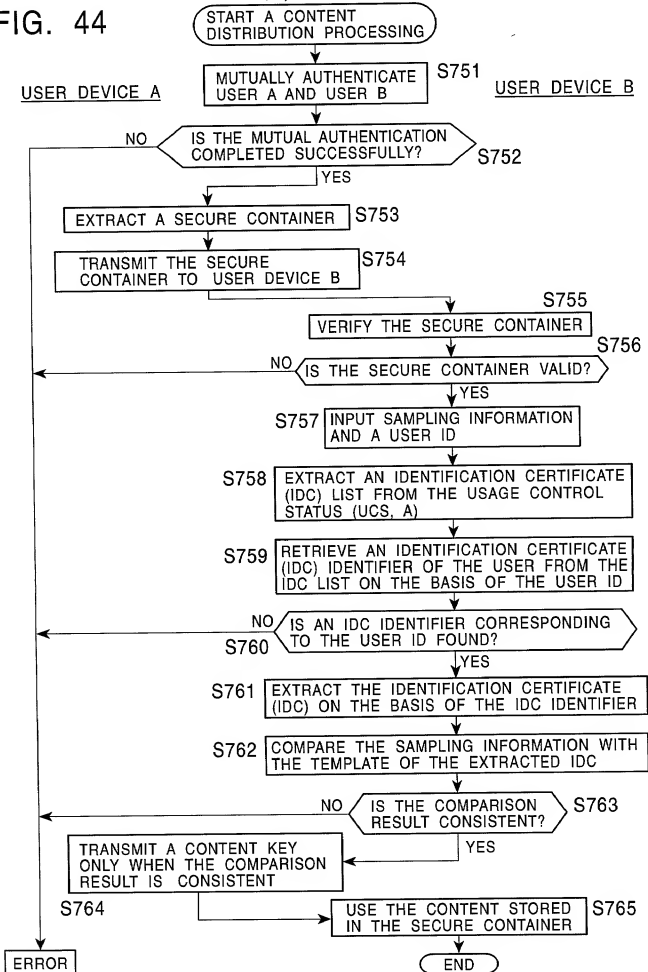 FIG. 44
START A CONTENT
DISTRIBUTION PROCESSING
USER DEVICE A
USER DEVICE B
MUTUALLY AUTHENTICATE
USER A AND USER B
S751
NO
IS THE MUTUAL AUTHENTICATION
COMPLETED SUCCESSFULLY?
S752
YES
EXTRACT A SECURE CONTAINER
S753
TRANSMIT THE SECURE
CONTAINER TO USER DEVICE B
S754
S755
VERIFY THE SECURE CONTAINER
S756
NO
IS THE SECURE CONTAINER VALID?
YES
S757
INPUT SAMPLING INFORMATION
AND A USER ID
S758
EXTRACT AN IDENTIFICATION CERTIFICATE
(IDC) LIST FROM THE USAGE CONTROL
STATUS (UCS, A)
S759
RETRIEVE AN IDENTIFICATION CERTIFICATE
(IDC) IDENTIFIER OF THE USER FROM THE
IDC LIST ON THE BASIS OF THE USER ID
NO
IS AN IDC IDENTIFIER CORRESPONDING
TO THE USER ID FOUND?
S760
YES
S761
EXTRACT THE IDENTIFICATION CERTIFICATE
(IDC) ON THE BASIS OF THE IDC IDENTIFIER
S762
COMPARE THE SAMPLING INFORMATION WITH
THE TEMPLATE OF THE EXTRACTED IDC
NO
IS THE COMPARISON
RESULT CONSISTENT?
S763
YES
TRANSMIT A CONTENT KEY
ONLY WHEN THE COMPARISON
RESULT IS CONSISTENT
S764
USE THE CONTENT STORED
IN THE SECURE CONTAINER
S765
ERROR
END